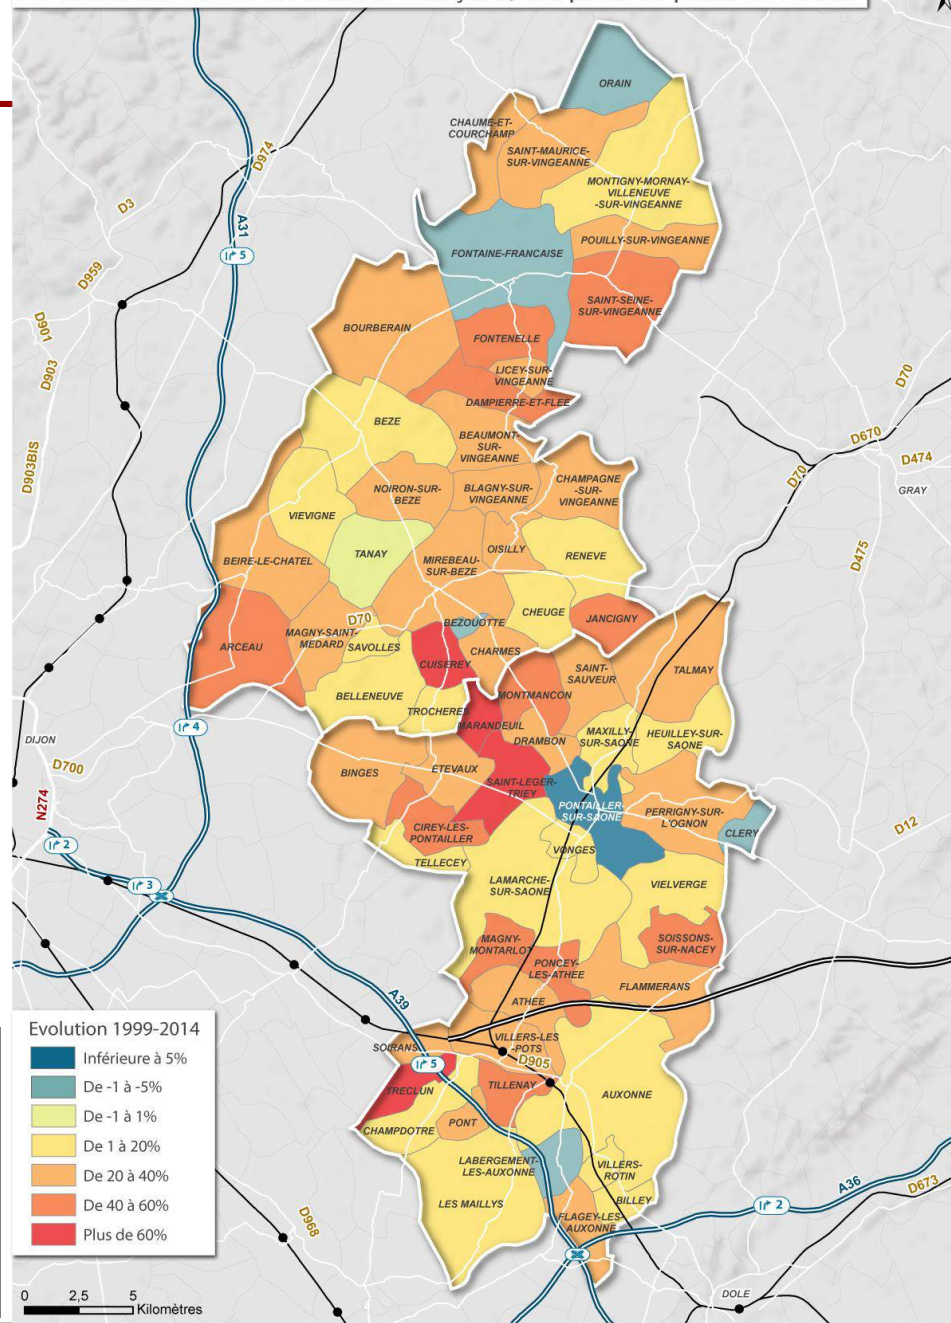 ORAIN
CHAUME-ET-
COURCHAMP
SAINT-MAURICE-
SUR-VINGEANNE
MONTIGNY-MORNAY-
VILLENEUVE
-SUR-VINGEANNE
POUILLY-SUR-VINGEANNE
FONTAINE-FRANCAISE
SAINT-SEINE-
SUR-VINGEANNE
BOURBERAIN
FONTENELLE
LICEY-SUR-
VINGEANNE
DAMPIERRE-ET-FLEE
BEZE
BEAUMONT-
SUR-
VINGEANNE
NOIRON-SUR-
BEZE
BLAGNY-SUR-
VINGEANNE
CHAMPAGNE
-SUR-
VINGEANNE
VIEVIGNE
TANAY
OISILLY
RENEVE
BEIRE-LE-CHATEL
MIREBEAU-
SUR-BEZE
CHEUGE
JANCIGNY
BEZOUOTTE
ARCEAU
MAGNY-SAINT-
MEDARD
SAVOLLES
CUISEREY
CHARMES
SAINT-
SAUVEUR
TALMAY
BELLENEUVE
TROCHERES
MONTMANCON
MARANDEUIL
DRAMBON
MAXILLY-
SUR-SAONE
HEUILLEY-SUR-
SAONE
BINGES
ETEVAUX
SAINT-LEGER-
TRIEY
PONTAILLER-
SUR-SAONE
PERRIGNY-SUR-
L'OGNON
CLERY
CIREY-LES-
PONTAILLER
TELLECEY
VONGES
LAMARCHE-
SUR-SAONE
VIELVERGE
MAGNY-
MONTARLOT
SOISSONS-
SUR-NACEY
PONCEY-
LES-ATHEE
FLAMMERANS
ATHEE
VILLERS-LES
-POTS
SOIRANS
TRECLUN
TILLENAY
AUXONNE
CHAMPDOTRE
PONT
LABERGEMENT-
LES-AUXONNE
VILLERS-
ROTIN
BILLEY
LES MAILLYS
FLAGEY-LES-
AUXONNE
D974
D3
A31
5
D959
D901
D903
D903BIS
D70
D670
D474
GRAY
D70
D475
D70
4
DIJON
D700
N274
2
3
D12
A39
5
D905
A36
2
D673
D968
DOLE
Evolution 1999-2014
Inférieure à 5%
De -1 à -5%
De -1 à 1%
De 1 à 20%
De 20 à 40%
De 40 à 60%
Plus de 60%
0 2,5 5
Kilomètres